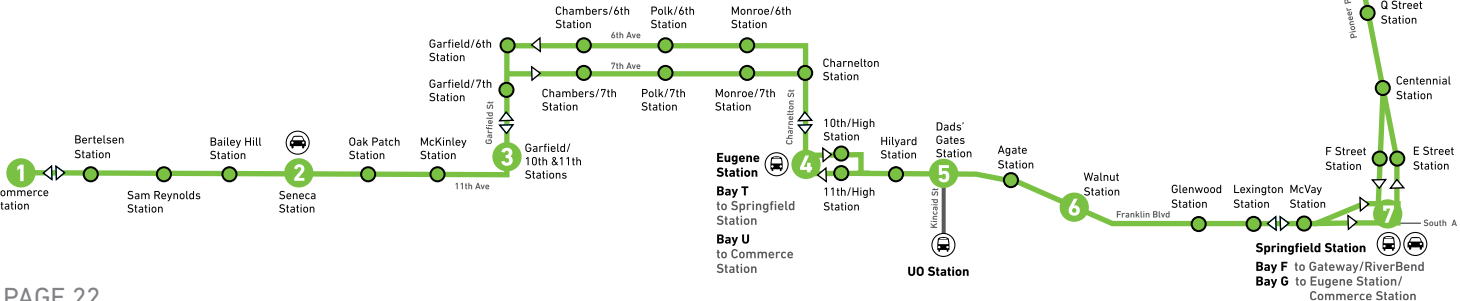 Q Street
Station
Pioneer P
Chambers/6th
Station
Polk/6th
Station
Monroe/6th
Station
6th Ave
Garfield/6th
Station
7th Ave
Garfield/7th
Station
Chambers/7th
Station
Polk/7th
Station
Monroe/7th
Station
Charnelton
Station
Centennial
Station
Garfield St
Charnelton St
1
ommerce
tation
Bertelsen
Station
Sam Reynolds
Station
Bailey Hill
Station
2
Seneca
Station
Oak Patch
Station
McKinley
Station
11th Ave
3
Garfield/
10th &11th
Stations
4
Eugene
Station
Bay T
to Springfield
Station
Bay U
to Commerce
Station
10th/High
Station
11th/High
Station
Hilyard
Station
Dads'
Gates
Station
5
Kincaid St
UO Station
Agate
Station
6
Walnut
Station
Franklin Blvd
Glenwood
Station
Lexington
Station
McVay
Station
F Street
Station
E Street
Station
7
South A
Springfield Station
Bay F to Gateway/RiverBend
Bay G to Eugene Station/
Commerce Station
PAGE 22